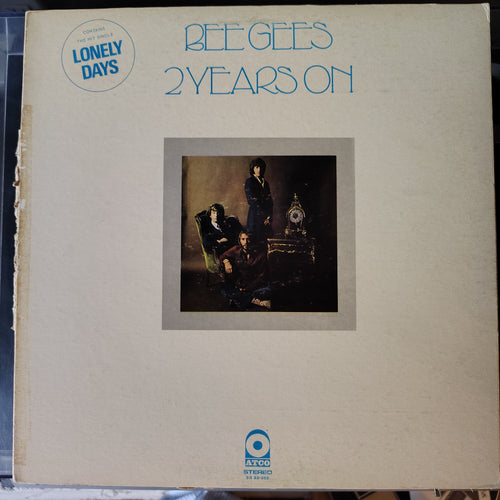 BEE GEES
2 YEARS ON
CONTAINS
THE HIT SINGLE
LONELY
DAYS
ATCO
STEREO